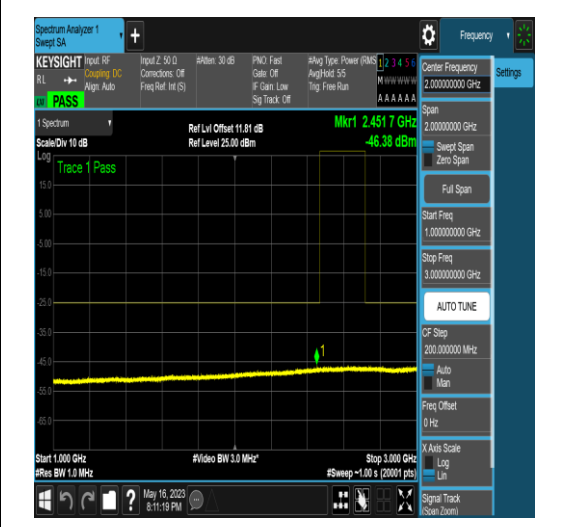 Spectrum Analyzer 1
Swept SA
+
Frequency
KEYSIGHT
RL
PASS
Input: RF
Coupling: DC
Align: Auto
Input Z: 50 Ω
Corrections: Off
Freq Ref: Int (S)
#Atten: 30 dB
PNO: Fast
Gate: Off
IF Gain: Low
Sig Track: Off
#Avg Type: Power (RMS
Avg|Hold: 5/5
Trig: Free Run
1 2 3 4 5 6
M W W W W W
A A A A A A
1 Spectrum
Scale/Div 10 dB
Ref Lvl Offset 11.81 dB
Ref Level 25.00 dBm
Mkr1 2.451 7 GHz
-46.38 dBm
Log
Trace 1 Pass
15.0
5.00
-5.00
-15.0
-25.0
-35.0
-45.0
-55.0
-65.0
1
Start 1.000 GHz
#Res BW 1.0 MHz
#Video BW 3.0 MHz*
Stop 3.000 GHz
#Sweep ~1.00 s (20001 pts)
May 16, 2023
8:11:19 PM
?
Center Frequency
2.000000000 GHz
Settings
Span
2.00000000 GHz
Swept Span
Zero Span
Full Span
Start Freq
1.000000000 GHz
Stop Freq
3.000000000 GHz
AUTO TUNE
CF Step
200.000000 MHz
Auto
Man
Freq Offset
0 Hz
X Axis Scale
Log
Lin
Signal Track
(Span Zoom)